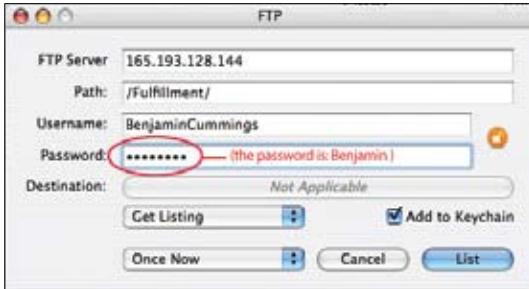 FTP
FTP Server 165.193.128.144
Path: /Fulfillment/
Username: BenjaminCummings
Password: •••••••• (the password is: Benjamin )
Destination: Not Applicable
Get Listing Add to Keychain
Once Now Cancel List